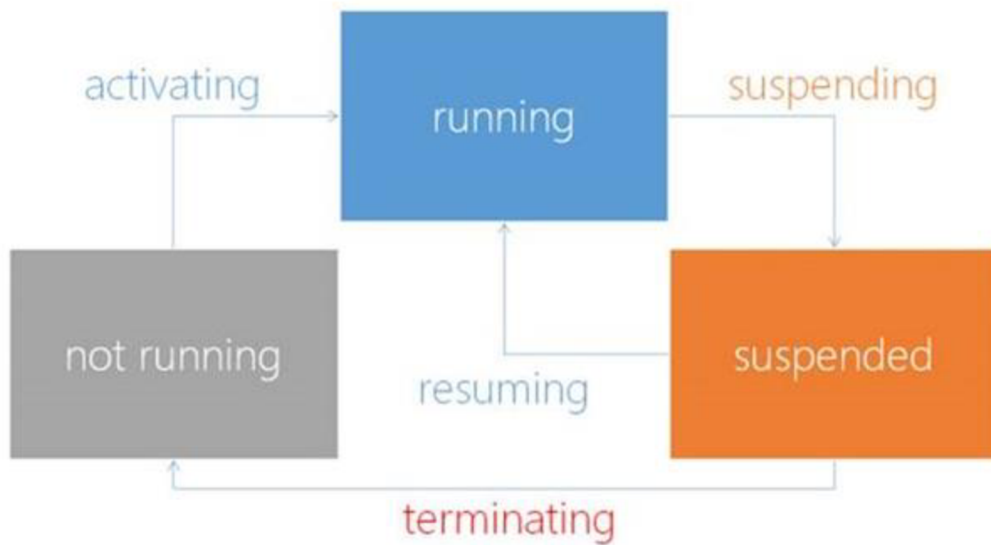 activating
running
suspending
not running
suspended
resuming
terminating